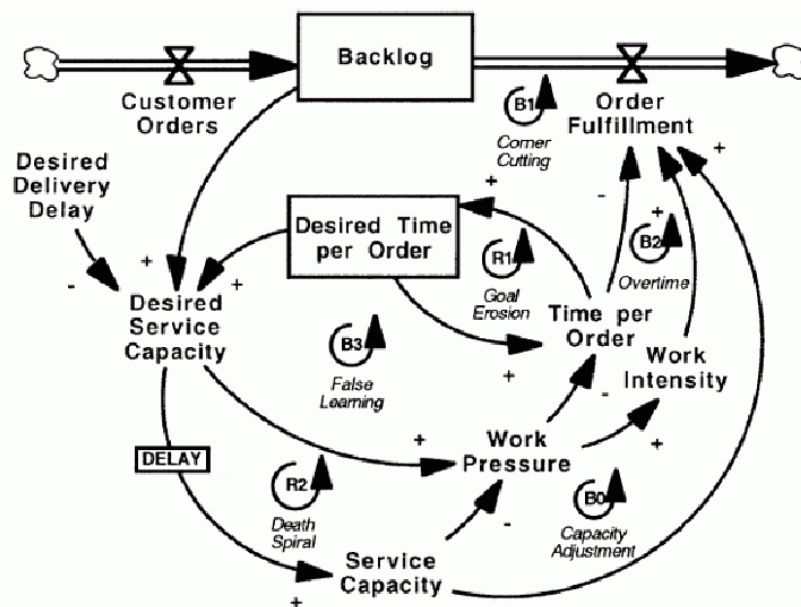 Backlog
Customer
Orders
B1
Corner
Cutting
Order
Fulfillment
+
Desired
Delivery
Delay
-
+
Desired Time
per Order
+
-
+
R1
Goal
Erosion
B2
Overtime
+
Desired
Service
Capacity
B3
False
Learning
Time per
Order
+
Work
Intensity
-
+
DELAY
+
Work
Pressure
R2
Death
Spiral
-
B0
Capacity
Adjustment
Service
Capacity
+